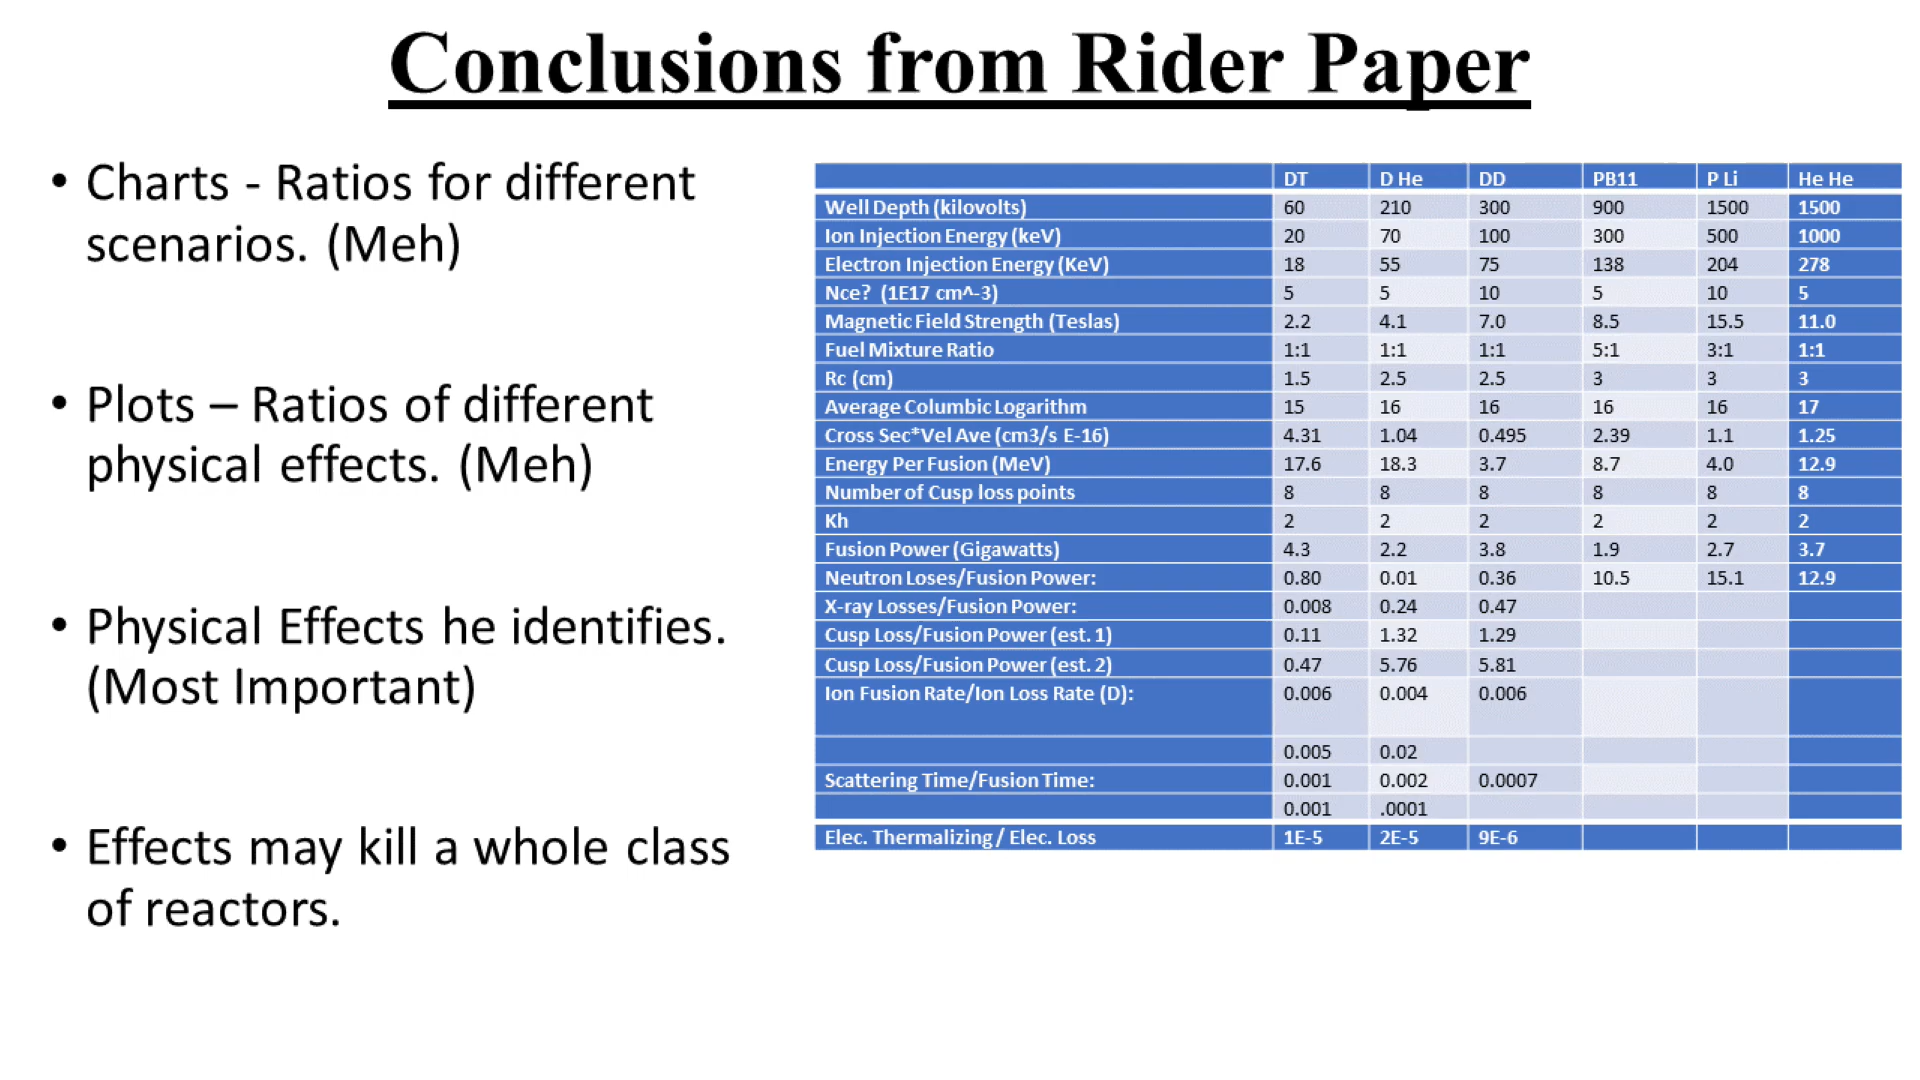 Conclusions from Rider Paper
• Charts - Ratios for different
scenarios. (Meh)
• Plots – Ratios of different
physical effects. (Meh)
• Physical Effects he identifies.
(Most Important)
• Effects may kill a whole class
of reactors.
DT D He DD PB11 P Li He He
Well Depth (kilovolts) 60 210 300 900 1500 1500
Ion Injection Energy (keV) 20 70 100 300 500 1000
Electron Injection Energy (KeV) 18 55 75 138 204 278
Nce? (1E17 cm^-3) 5 5 10 5 10 5
Magnetic Field Strength (Teslas) 2.2 4.1 7.0 8.5 15.5 11.0
Fuel Mixture Ratio 1:1 1:1 1:1 5:1 3:1 1:1
Rc (cm) 1.5 2.5 2.5 3 3 3
Average Columbic Logarithm 15 16 16 16 16 17
Cross Sec*Vel Ave (cm3/s E-16) 4.31 1.04 0.495 2.39 1.1 1.25
Energy Per Fusion (MeV) 17.6 18.3 3.7 8.7 4.0 12.9
Number of Cusp loss points 8 8 8 8 8 8
Kh 2 2 2 2 2 2
Fusion Power (Gigawatts) 4.3 2.2 3.8 1.9 2.7 3.7
Neutron Loses/Fusion Power: 0.80 0.01 0.36 10.5 15.1 12.9
X-ray Losses/Fusion Power: 0.008 0.24 0.47
Cusp Loss/Fusion Power (est. 1) 0.11 1.32 1.29
Cusp Loss/Fusion Power (est. 2) 0.47 5.76 5.81
Ion Fusion Rate/Ion Loss Rate (D): 0.006 0.004 0.006
0.005 0.02
Scattering Time/Fusion Time: 0.001 0.002 0.0007
0.001 .0001
Elec. Thermalizing / Elec. Loss 1E-5 2E-5 9E-6